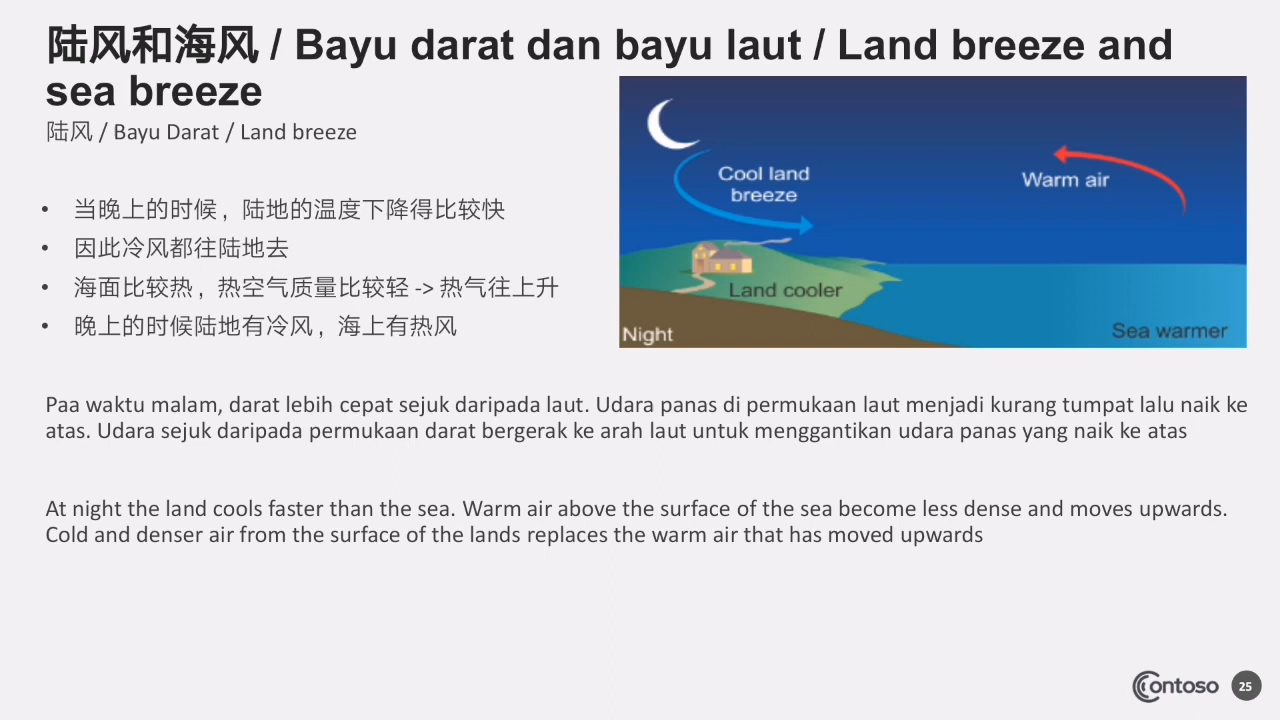 陆风和海风 / Bayu darat dan bayu laut / Land breeze and
sea breeze
陆风 / Bayu Darat / Land breeze
• 当晚上的时候，陆地的温度下降得比较快
• 因此冷风都往陆地去
• 海面比较热，热空气质量比较轻 -> 热气往上升
• 晚上的时候陆地有冷风，海上有热风
Cool land
breeze
Warm air
Land cooler
Night
Sea warmer
Paa waktu malam, darat lebih cepat sejuk daripada laut. Udara panas di permukaan laut menjadi kurang tumpat lalu naik ke
atas. Udara sejuk daripada permukaan darat bergerak ke arah laut untuk menggantikan udara panas yang naik ke atas
At night the land cools faster than the sea. Warm air above the surface of the sea become less dense and moves upwards.
Cold and denser air from the surface of the lands replaces the warm air that has moved upwards
Contoso
25